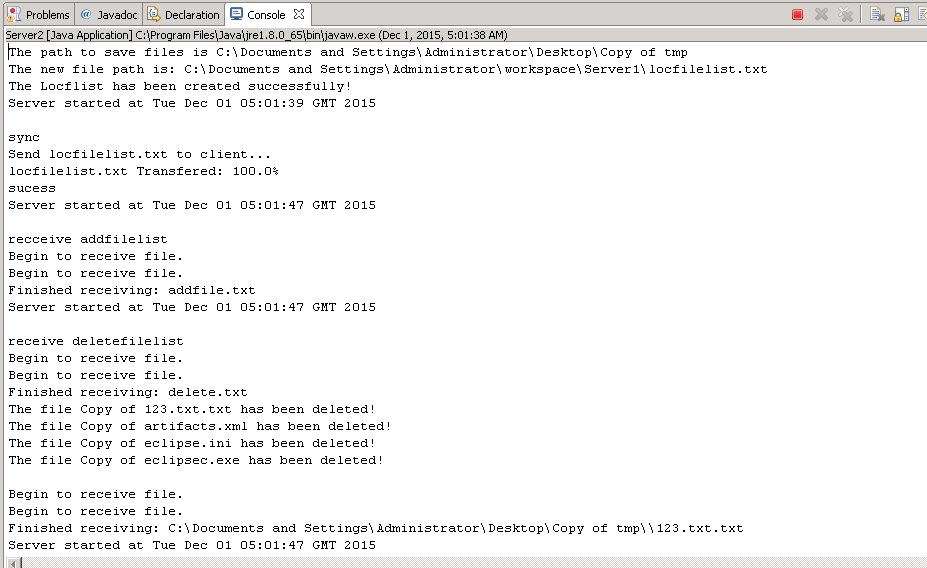 Problems @ Javadoc Declaration Console
Server2 [Java Application] C:\Program Files\Java\jre1.8.0_65\bin\javaw.exe (Dec 1, 2015, 5:01:38 AM)
The path to save files is C:\Documents and Settings\Administrator\Desktop\Copy of tmp
The new file path is: C:\Documents and Settings\Administrator\workspace\Server1\locfilelist.txt
The Locflist has been created successfully!
Server started at Tue Dec 01 05:01:39 GMT 2015
sync
Send locfilelist.txt to client...
locfilelist.txt Transfered: 100.0%
sucess
Server started at Tue Dec 01 05:01:47 GMT 2015
recceive addfilelist
Begin to receive file.
Begin to receive file.
Finished receiving: addfile.txt
Server started at Tue Dec 01 05:01:47 GMT 2015
receive deletefilelist
Begin to receive file.
Begin to receive file.
Finished receiving: delete.txt
The file Copy of 123.txt.txt has been deleted!
The file Copy of artifacts.xml has been deleted!
The file Copy of eclipse.ini has been deleted!
The file Copy of eclipsec.exe has been deleted!
Begin to receive file.
Begin to receive file.
Finished receiving: C:\Documents and Settings\Administrator\Desktop\Copy of tmp\\123.txt.txt
Server started at Tue Dec 01 05:01:47 GMT 2015